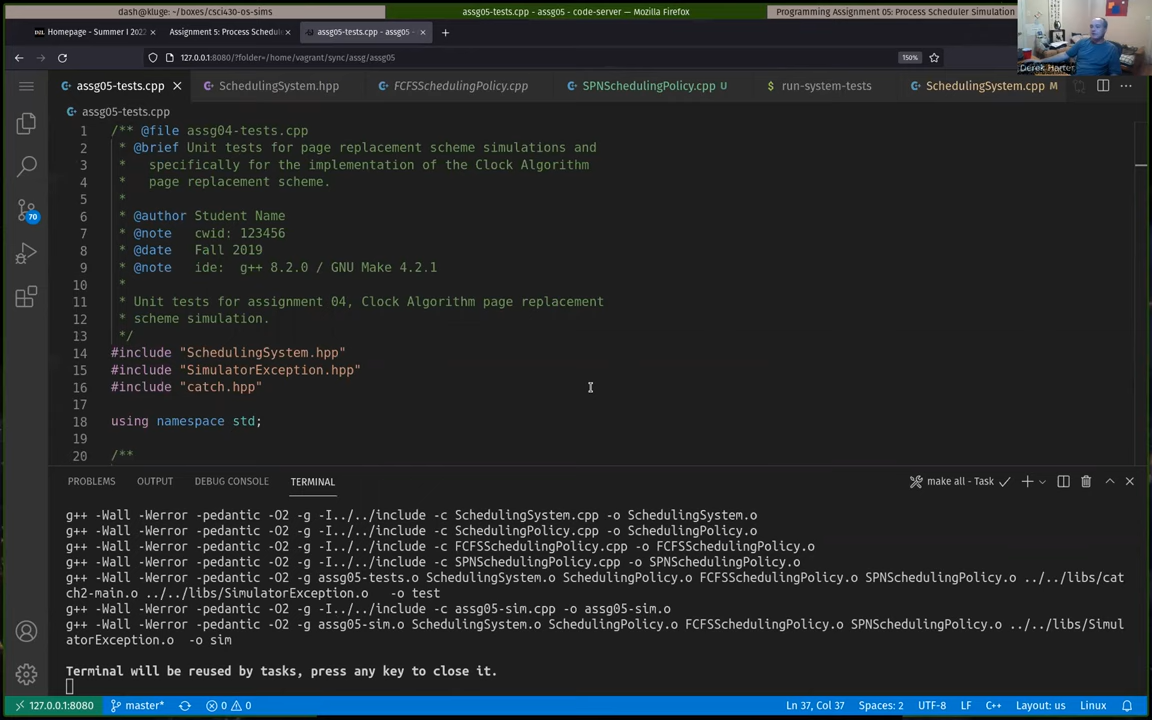 dash@kluge: ~/boxes/csci430-os-sims
assg05-tests.cpp - assg05 - code-server — Mozilla Firefox
Programming Assignment 05: Process Scheduler Simulation
Homepage - Summer I 202
Assignment 5: Process Schedule
assg05-tests.cpp - assg05 -
127.0.0.1:8080/?folder=/home/vagrant/sync/assg/assg05
150%
Derek Harter
assg05-tests.cpp
SchedulingSystem.hpp
FCFSSchedulingPolicy.cpp
SPNSchedulingPolicy.cpp U
run-system-tests
SchedulingSystem.cpp M
assg05-tests.cpp
1 /** @file assg04-tests.cpp
2 * @brief Unit tests for page replacement scheme simulations and
3 * specifically for the implementation of the Clock Algorithm
4 * page replacement scheme.
5 *
6 * @author Student Name
7 * @note cwid: 123456
8 * @date Fall 2019
9 * @note ide: g++ 8.2.0 / GNU Make 4.2.1
10 *
11 * Unit tests for assignment 04, Clock Algorithm page replacement
12 * scheme simulation.
13 */
14 #include "SchedulingSystem.hpp"
15 #include "SimulatorException.hpp"
16 #include "catch.hpp"
17
18 using namespace std;
19
20 /**
70
PROBLEMS OUTPUT DEBUG CONSOLE TERMINAL
make all - Task
g++ -Wall -Werror -pedantic -O2 -g -I../../include -c SchedulingSystem.cpp -o SchedulingSystem.o
g++ -Wall -Werror -pedantic -O2 -g -I../../include -c SchedulingPolicy.cpp -o SchedulingPolicy.o
g++ -Wall -Werror -pedantic -O2 -g -I../../include -c FCFSSchedulingPolicy.cpp -o FCFSSchedulingPolicy.o
g++ -Wall -Werror -pedantic -O2 -g -I../../include -c SPNSchedulingPolicy.cpp -o SPNSchedulingPolicy.o
g++ -Wall -Werror -pedantic -O2 -g assg05-tests.o SchedulingSystem.o SchedulingPolicy.o FCFSSchedulingPolicy.o SPNSchedulingPolicy.o ../../libs/cat
ch2-main.o ../../libs/SimulatorException.o -o test
g++ -Wall -Werror -pedantic -O2 -g -I../../include -c assg05-sim.cpp -o assg05-sim.o
g++ -Wall -Werror -pedantic -O2 -g assg05-sim.o SchedulingSystem.o SchedulingPolicy.o FCFSSchedulingPolicy.o SPNSchedulingPolicy.o ../../libs/Simul
atorException.o -o sim
Terminal will be reused by tasks, press any key to close it.
127.0.0.1:8080
master*
0 0
Ln 37, Col 37
Spaces: 2
UTF-8
LF
C++
Layout: us
Linux